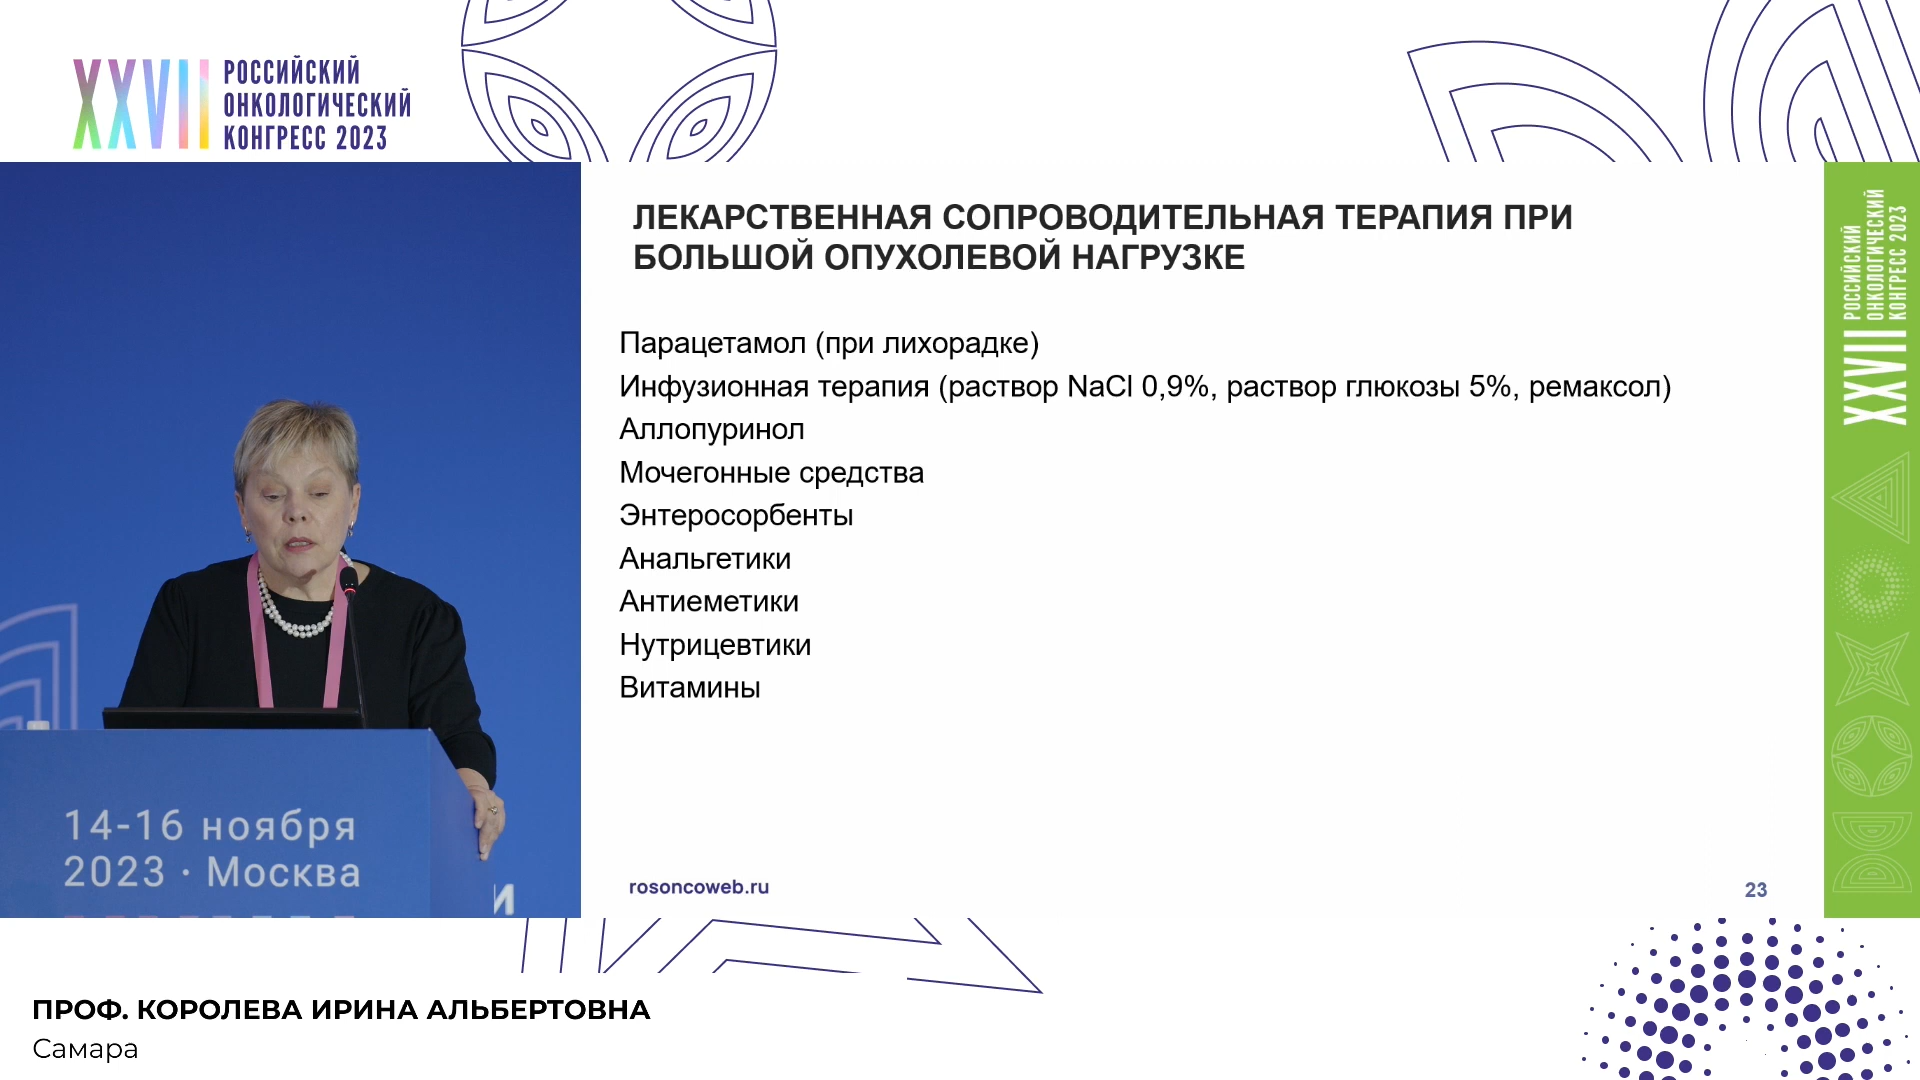 XXVII
РОССИЙСКИЙ
ОНКОЛОГИЧЕСКИЙ
КОНГРЕСС 2023
ЛЕКАРСТВЕННАЯ СОПРОВОДИТЕЛЬНАЯ ТЕРАПИЯ ПРИ
БОЛЬШОЙ ОПУХОЛЕВОЙ НАГРУЗКЕ
Парацетамол (при лихорадке)
Инфузионная терапия (раствор NaCl 0,9%, раствор глюкозы 5%, ремаксол)
Аллопуринол
Мочегонные средства
Энтеросорбенты
Анальгетики
Антиеметики
Нутрицевтики
Витамины
rosoncoweb.ru
23
XXVII
РОССИЙСКИЙ
ОНКОЛОГИЧЕСКИЙ
КОНГРЕСС 2023
14-16 ноября
2023 · Москва
И
ПРОФ. КОРОЛЕВА ИРИНА АЛЬБЕРТОВНА
Самара